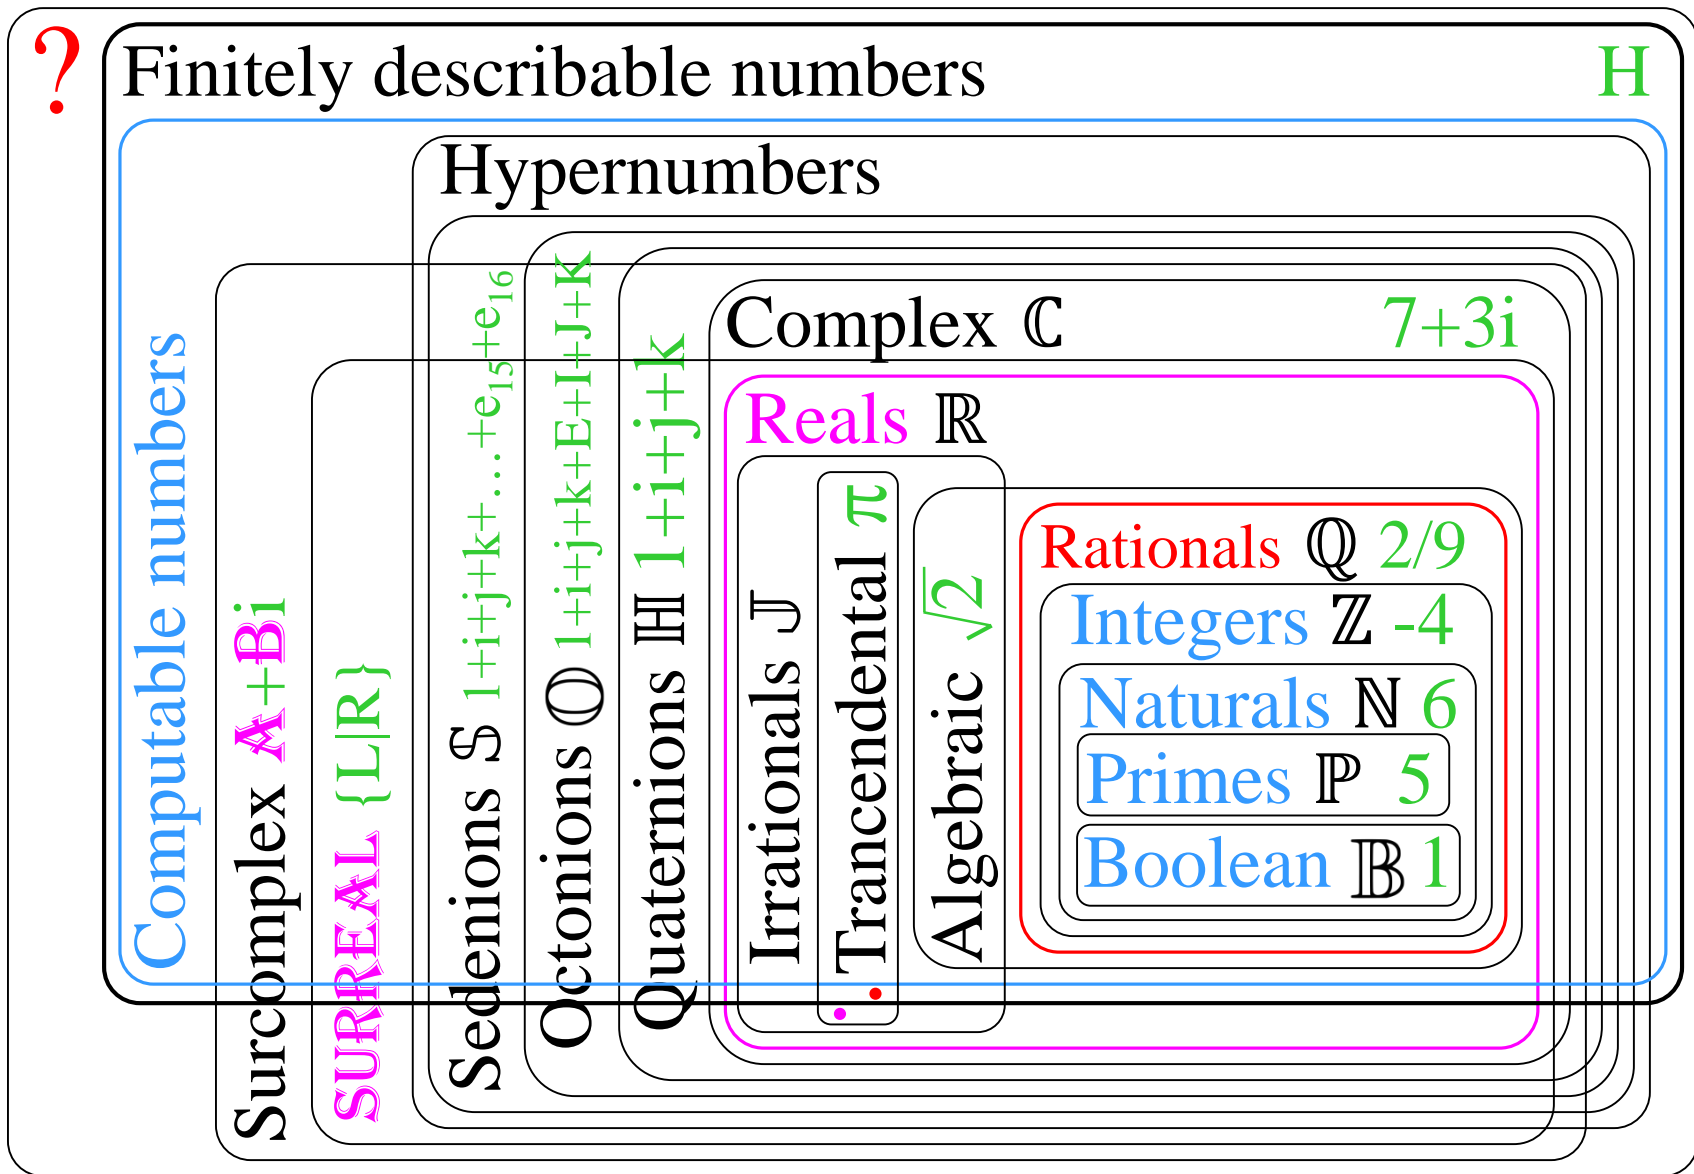 ?
Finitely describable numbers H
Hypernumbers
Computable numbers
Surcomplex A+Bi
SURREAL {L|R}
Sedenions 𝕊 1+i+j+k+...+e₁₅+e₁₆
Octonions 𝕆 1+i+j+k+E+I+J+K
Quaternions ℍ 1+i+j+k
Complex ℂ 7+3i
Reals ℝ
Irrationals 𝕁
Trancendental π
Algebraic √2
Rationals ℚ 2/9
Integers ℤ -4
Naturals ℕ 6
Primes ℙ 5
Boolean 𝔹 1